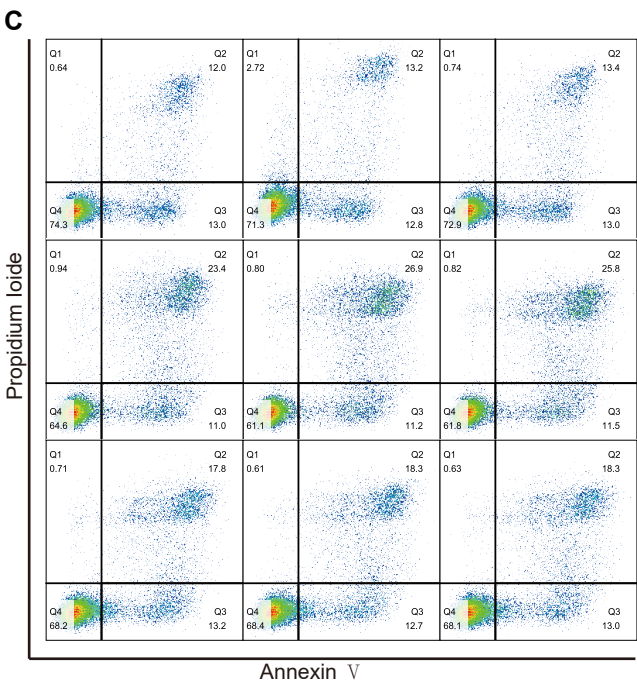 C
Q1 Q2 Q1 Q2 Q1 Q2
0.64 12.0 2.72 13.2 0.74 13.4
Q4 Q3 Q4 Q3 Q4 Q3
74.3 13.0 71.3 12.8 72.9 13.0
Q1 Q2 Q1 Q2 Q1 Q2
0.94 23.4 0.80 26.9 0.82 25.8
Q4 Q3 Q4 Q3 Q4 Q3
64.6 11.0 61.1 11.2 61.8 11.5
Q1 Q2 Q1 Q2 Q1 Q2
0.71 17.8 0.61 18.3 0.63 18.3
Q4 Q3 Q4 Q3 Q4 Q3
68.2 13.2 68.4 12.7 68.1 13.0
Propidium Ioide
Annexin Ⅴ